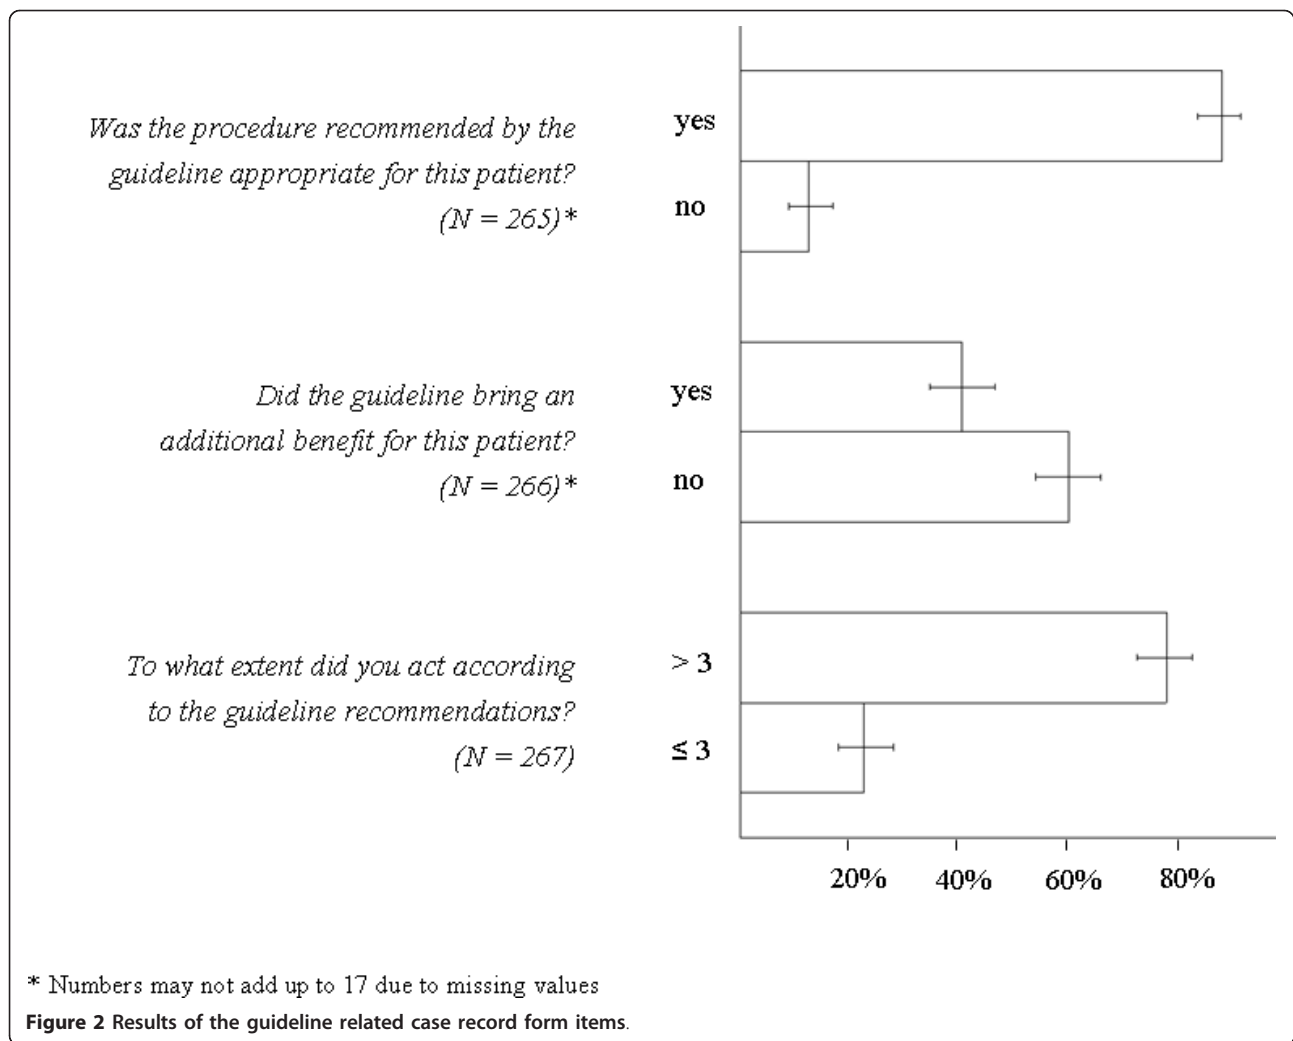 Was the procedure recommended by the
guideline appropriate for this patient?
(N = 265)*
yes
no
Did the guideline bring an
additional benefit for this patient?
(N = 266)*
yes
no
To what extent did you act according
to the guideline recommendations?
(N = 267)
> 3
≤ 3
20% 40% 60% 80%
* Numbers may not add up to 17 due to missing values
Figure 2 Results of the guideline related case record form items.